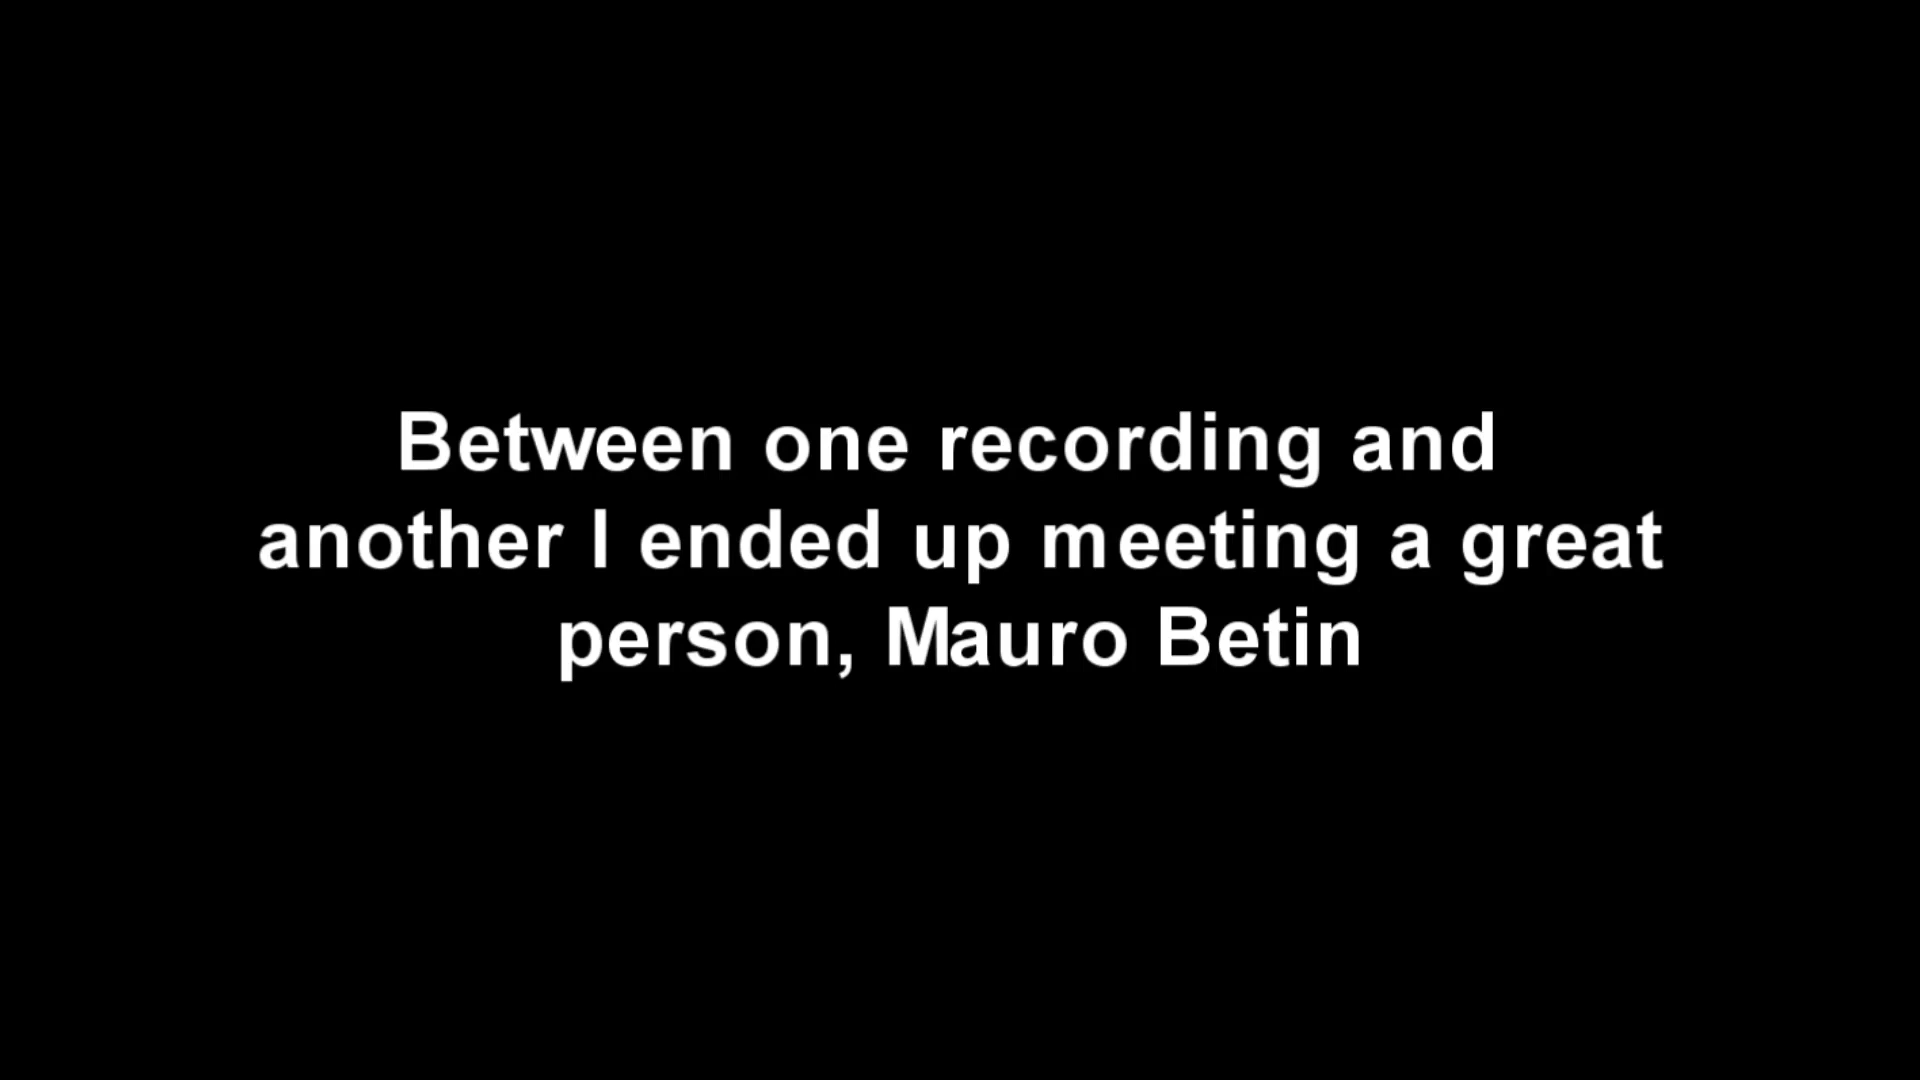 Between one recording and
another I ended up meeting a great
person, Mauro Betin